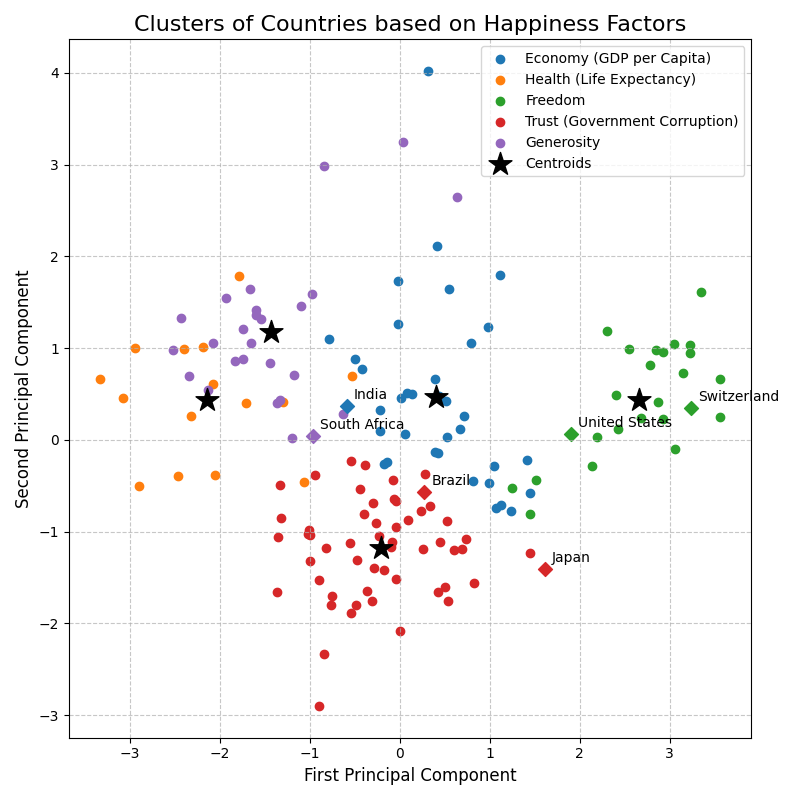 Clusters of Countries based on Happiness Factors
Economy (GDP per Capita)
Health (Life Expectancy)
Freedom
Trust (Government Corruption)
Generosity
Centroids
4
3
2
1
0
−1
−2
−3
Second Principal Component
India
South Africa
Brazil
Japan
United States
Switzerland
−3
−2
−1
0
1
2
3
First Principal Component